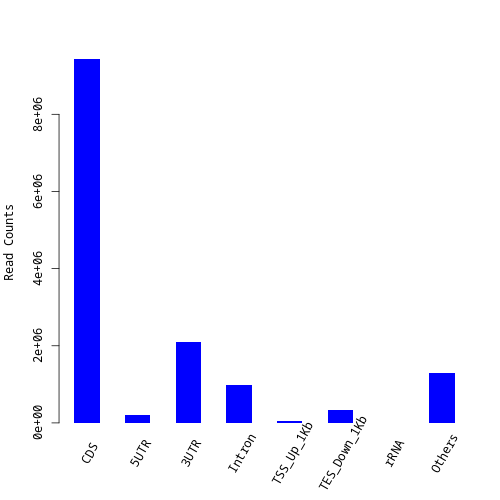 Read Counts
8e+06
6e+06
4e+06
2e+06
0e+00
CDS
5UTR
3UTR
Intron
TSS_Up_1Kb
TES_Down_1Kb
rRNA
Others